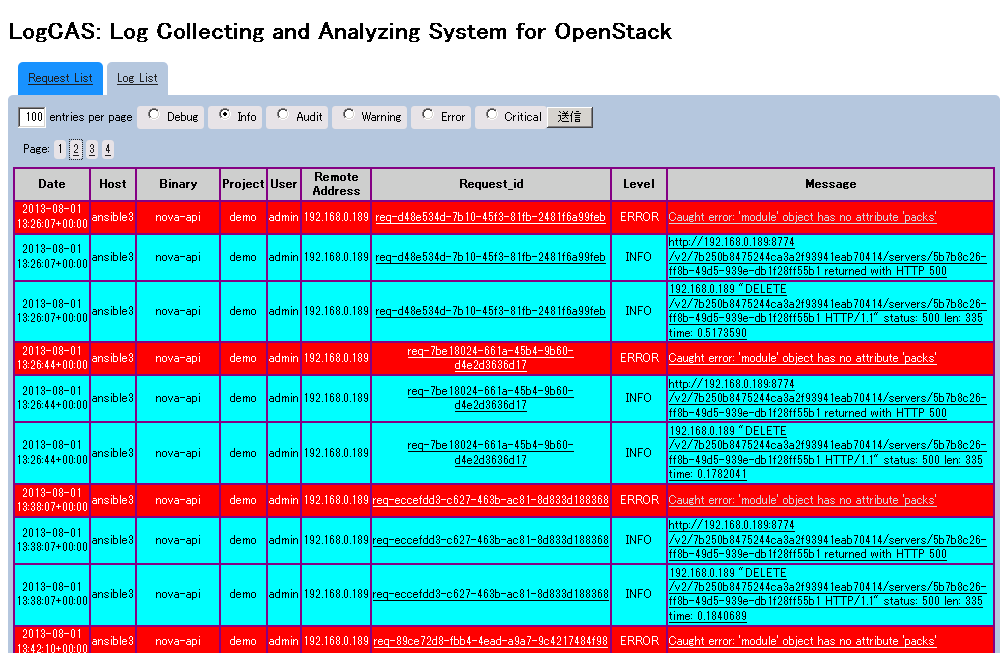 LogCAS: Log Collecting and Analyzing System for OpenStack
Request List Log List
100 entries per page Debug Info Audit Warning Error Critical 送信
Page: 1 2 3 4
Date Host Binary Project User Remote Address Request_id Level Message
2013-08-01 13:26:07+00:00 ansible3 nova-api demo admin 192.168.0.189 req-d48e534d-7b10-45f3-81fb-2481f6a99feb ERROR Caught error: 'module' object has no attribute 'packs'
2013-08-01 13:26:07+00:00 ansible3 nova-api demo admin 192.168.0.189 req-d48e534d-7b10-45f3-81fb-2481f6a99feb INFO http://192.168.0.189:8774
/v2/7b250b8475244ca3a2f93941eab70414/servers/5b7b8c26-
ff8b-49d5-939e-db1f28ff55b1 returned with HTTP 500
2013-08-01 13:26:07+00:00 ansible3 nova-api demo admin 192.168.0.189 req-d48e534d-7b10-45f3-81fb-2481f6a99feb INFO 192.168.0.189 "DELETE
/v2/7b250b8475244ca3a2f93941eab70414/servers/5b7b8c26-
ff8b-49d5-939e-db1f28ff55b1 HTTP/1.1" status: 500 len: 335
time: 0.5173590
2013-08-01 13:26:44+00:00 ansible3 nova-api demo admin 192.168.0.189 req-7be18024-661a-45b4-9b60-d4e2d3636d17 ERROR Caught error: 'module' object has no attribute 'packs'
2013-08-01 13:26:44+00:00 ansible3 nova-api demo admin 192.168.0.189 req-7be18024-661a-45b4-9b60-d4e2d3636d17 INFO http://192.168.0.189:8774
/v2/7b250b8475244ca3a2f93941eab70414/servers/5b7b8c26-
ff8b-49d5-939e-db1f28ff55b1 returned with HTTP 500
2013-08-01 13:26:44+00:00 ansible3 nova-api demo admin 192.168.0.189 req-7be18024-661a-45b4-9b60-d4e2d3636d17 INFO 192.168.0.189 "DELETE
/v2/7b250b8475244ca3a2f93941eab70414/servers/5b7b8c26-
ff8b-49d5-939e-db1f28ff55b1 HTTP/1.1" status: 500 len: 335
time: 0.1782041
2013-08-01 13:38:07+00:00 ansible3 nova-api demo admin 192.168.0.189 req-eccefdd3-c627-463b-ac81-8d833d188368 ERROR Caught error: 'module' object has no attribute 'packs'
2013-08-01 13:38:07+00:00 ansible3 nova-api demo admin 192.168.0.189 req-eccefdd3-c627-463b-ac81-8d833d188368 INFO http://192.168.0.189:8774
/v2/7b250b8475244ca3a2f93941eab70414/servers/5b7b8c26-
ff8b-49d5-939e-db1f28ff55b1 returned with HTTP 500
2013-08-01 13:38:07+00:00 ansible3 nova-api demo admin 192.168.0.189 req-eccefdd3-c627-463b-ac81-8d833d188368 INFO 192.168.0.189 "DELETE
/v2/7b250b8475244ca3a2f93941eab70414/servers/5b7b8c26-
ff8b-49d5-939e-db1f28ff55b1 HTTP/1.1" status: 500 len: 335
time: 0.1840689
2013-08-01 13:42:10+00:00 ansible3 nova-api demo admin 192.168.0.189 req-89ce72d8-fbb4-4ead-a9a7-9c4217484f98 ERROR Caught error: 'module' object has no attribute 'packs'